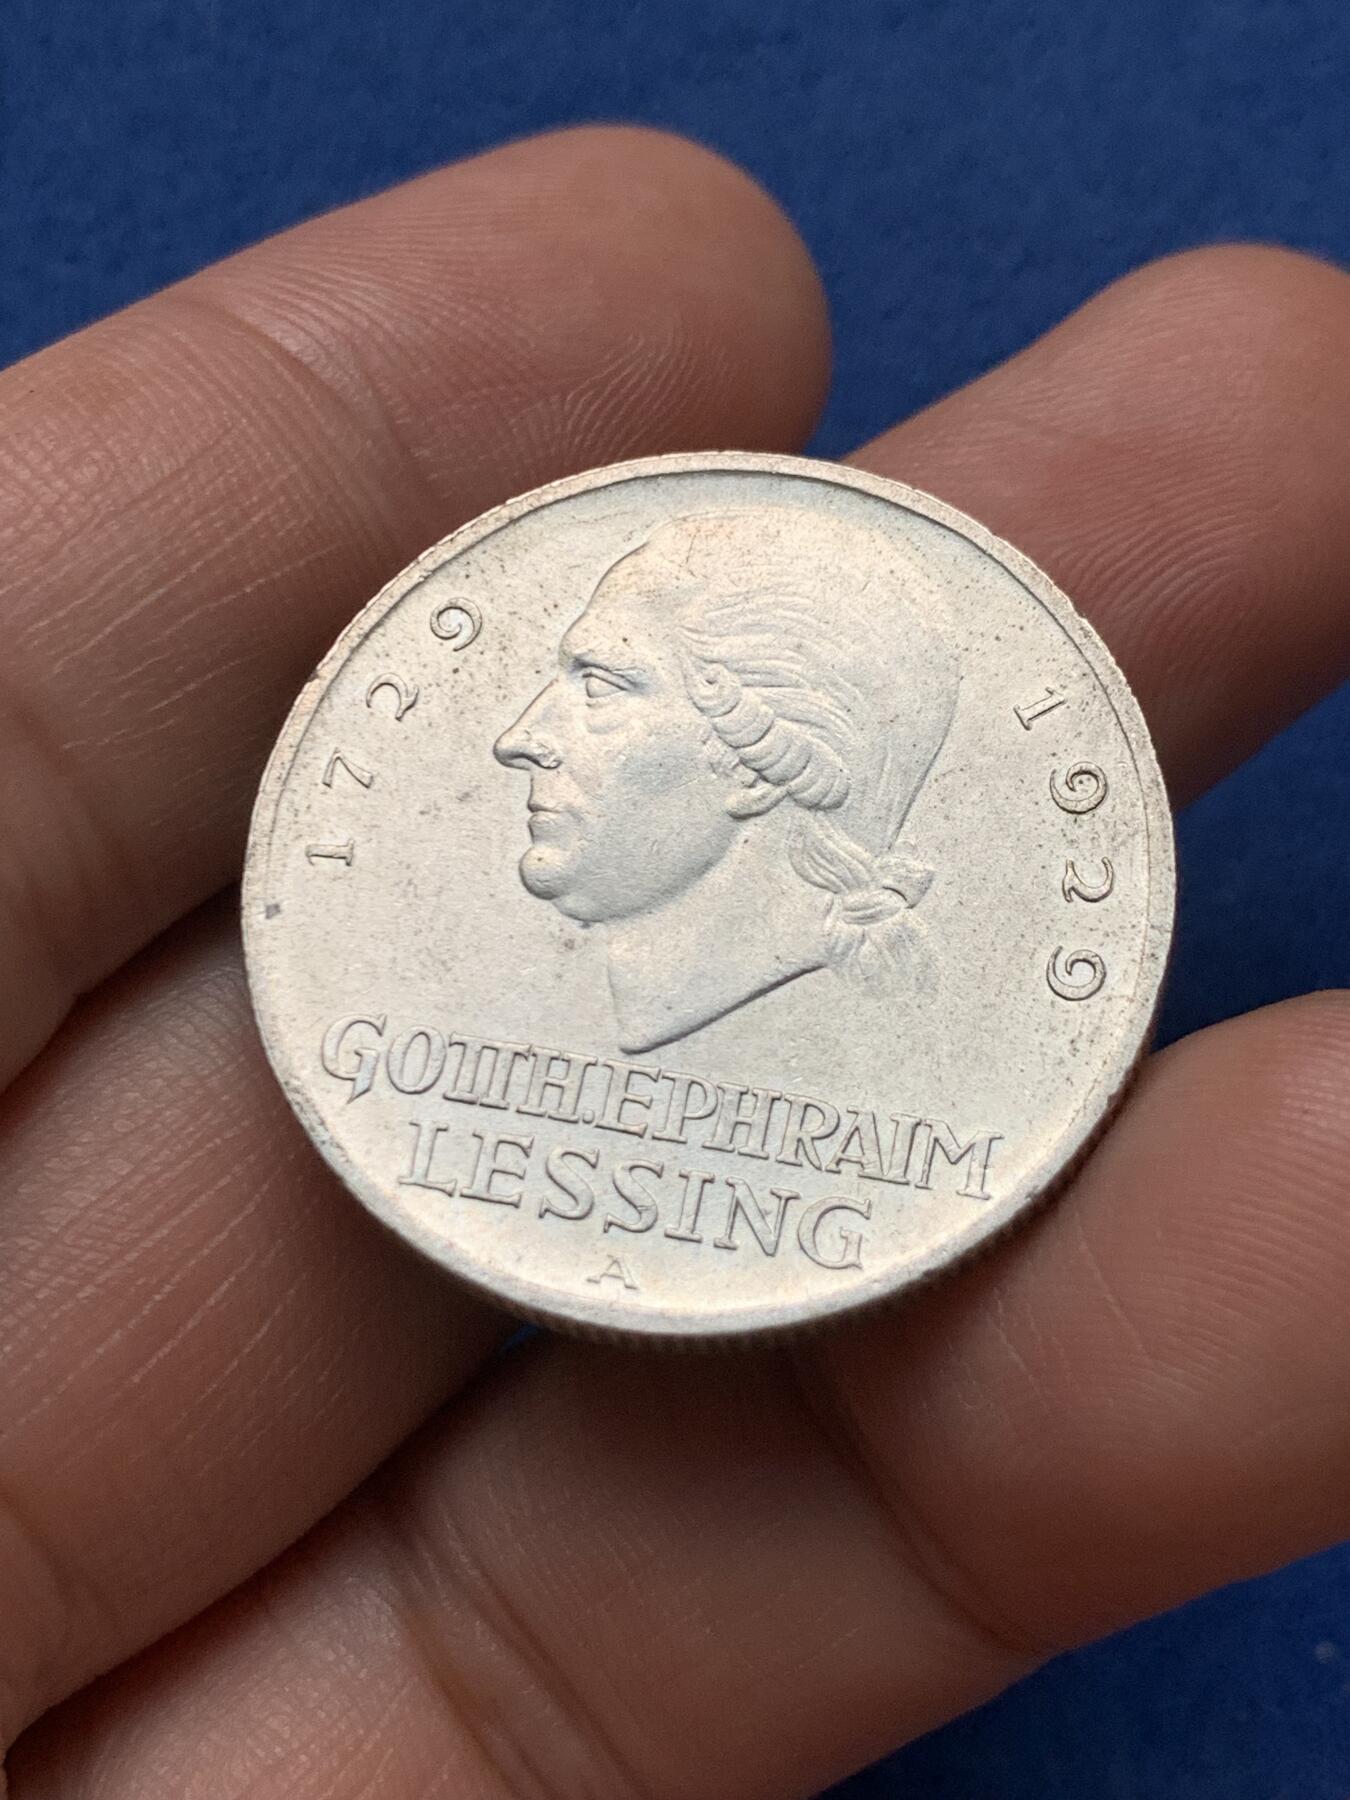 1729
1929
GOTTH.EPHRAIM
LESSING
A